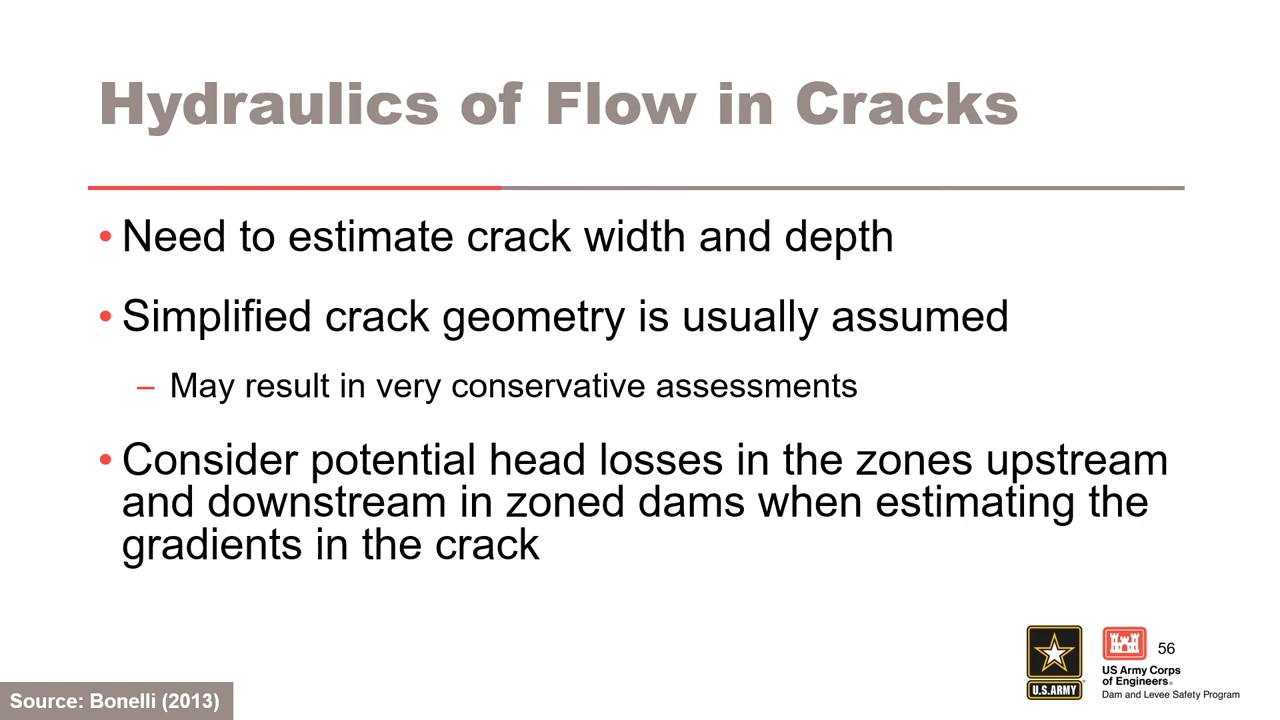 Hydraulics of Flow in Cracks
• Need to estimate crack width and depth
• Simplified crack geometry is usually assumed
– May result in very conservative assessments
• Consider potential head losses in the zones upstream
and downstream in zoned dams when estimating the
gradients in the crack
U.S.ARMY
56
US Army Corps
of Engineers®
Dam and Levee Safety Program
Source: Bonelli (2013)